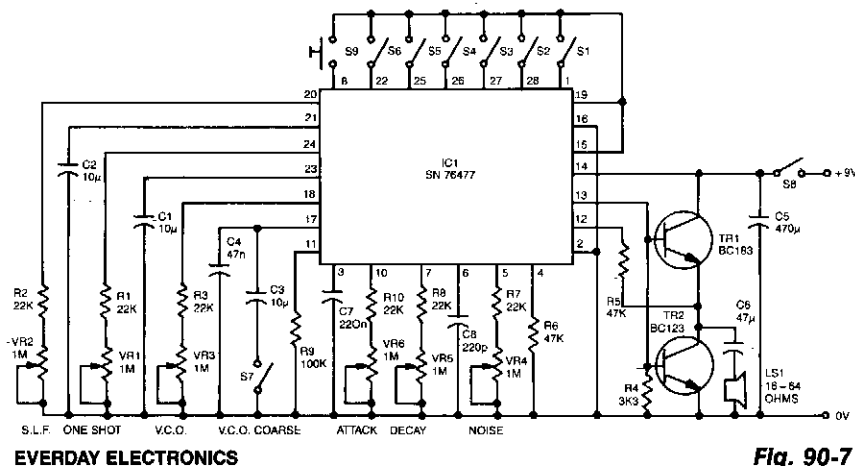 S9 S6 S5 S4 S3 S2 S1
8 22 25 26 27 28 1
20 19
21 16
24 15
C2
10µ
IC1
SN 76477
23 14
S8
+9V
18 13
C1
10µ
17 12
C4
47n
11 2
C5
470µ
TR1
BC183
C3
10µ
3 10 7 6 5 4
R2
22K
R1
22K
R3
22K
C7
220n
R10
22K
R8
22K
R7
22K
R5
47K
TR2
BC123
C6
47µ
R9
100K
C8
220p
R6
47K
VR2
1M
VR1
1M
VR3
1M
S7
VR6
1M
VR5
1M
VR4
1M
R4
3K3
LS1
16-64
OHMS
0V
S.L.F. ONE SHOT V.C.O. V.C.O. COARSE ATTACK DECAY NOISE
EVERDAY ELECTRONICS Fig. 90-7